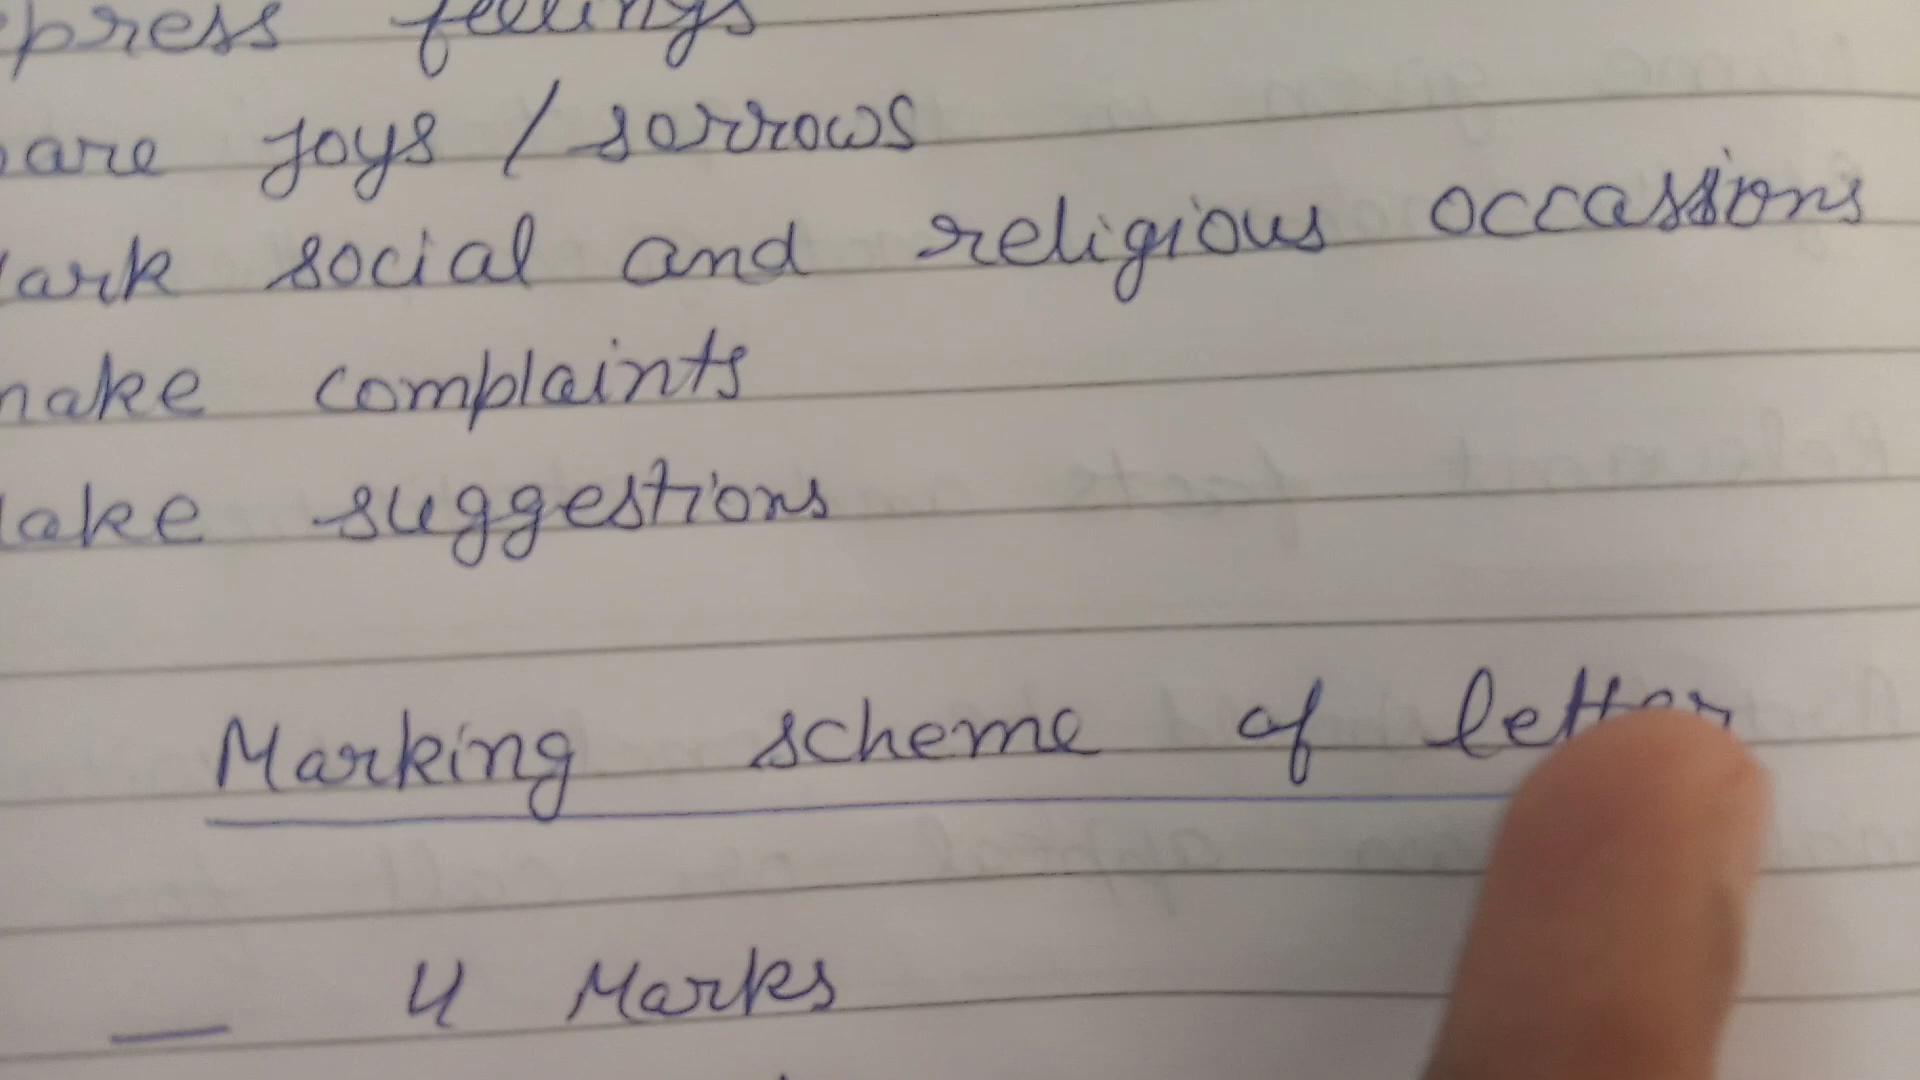 press feelings
are joys / sorrows
ark social and religious occassions
make complaints
ake suggestions
Marking scheme of letter
— 4 Marks